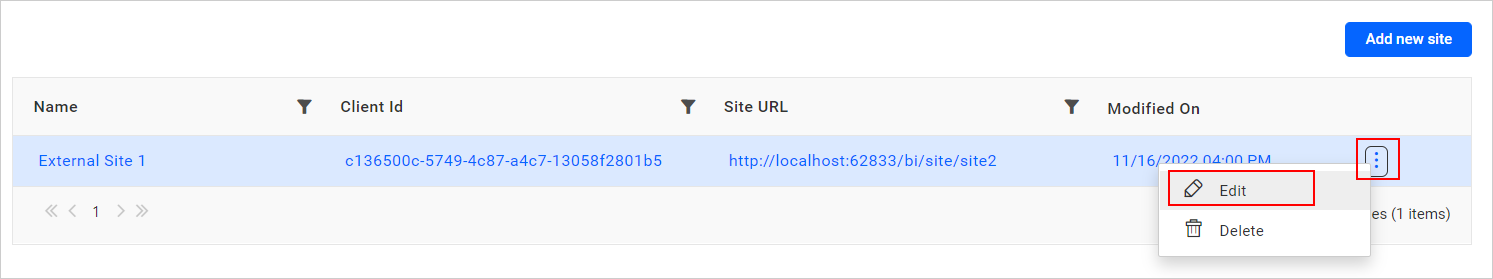 Add new site
Name Client Id Site URL Modified On
External Site 1 c136500c-5749-4c87-a4c7-13058f2801b5 http://localhost:62833/bi/site/site2 11/16/2022 04:00 PM
Edit
1 es (1 items)
Delete